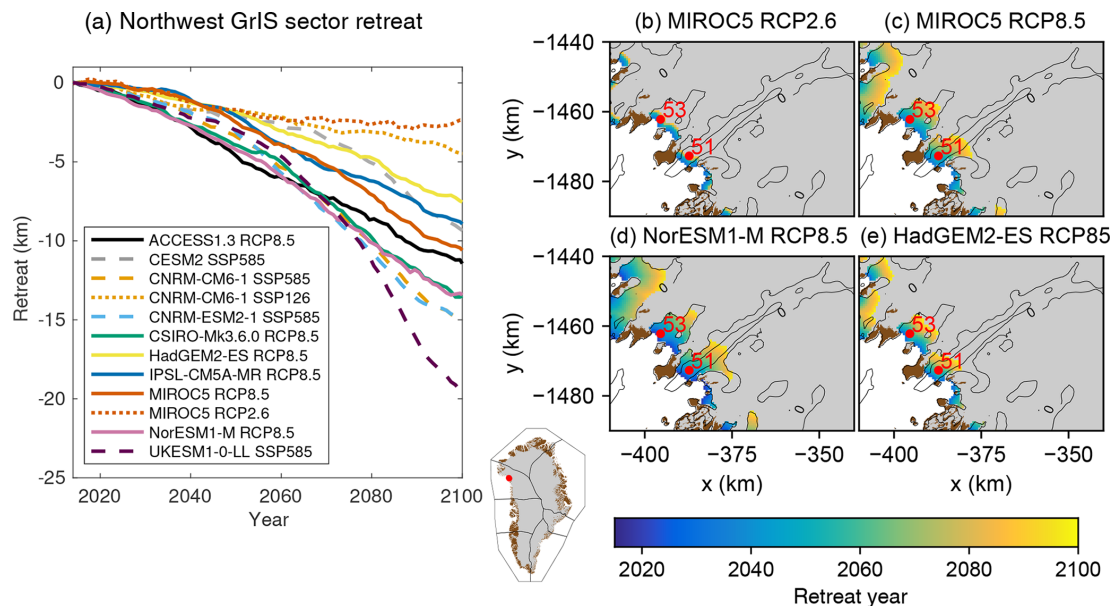 (a) Northwest GrIS sector retreat
0
−5
−10
−15
−20
−25
Retreat (km)
2020
2040
2060
2080
2100
Year
ACCESS1.3 RCP8.5
CESM2 SSP585
CNRM-CM6-1 SSP585
CNRM-CM6-1 SSP126
CNRM-ESM2-1 SSP585
CSIRO-Mk3.6.0 RCP8.5
HadGEM2-ES RCP8.5
IPSL-CM5A-MR RCP8.5
MIROC5 RCP8.5
MIROC5 RCP2.6
NorESM1-M RCP8.5
UKESM1-0-LL SSP585
(b) MIROC5 RCP2.6
−1440
−1460
−1480
y (km)
53
51
(c) MIROC5 RCP8.5
53
51
(d) NorESM1-M RCP8.5
−1440
−1460
−1480
y (km)
53
51
−400
−375
−350
x (km)
(e) HadGEM2-ES RCP85
53
51
−400
−375
−350
x (km)
2020
2040
2060
2080
2100
Retreat year